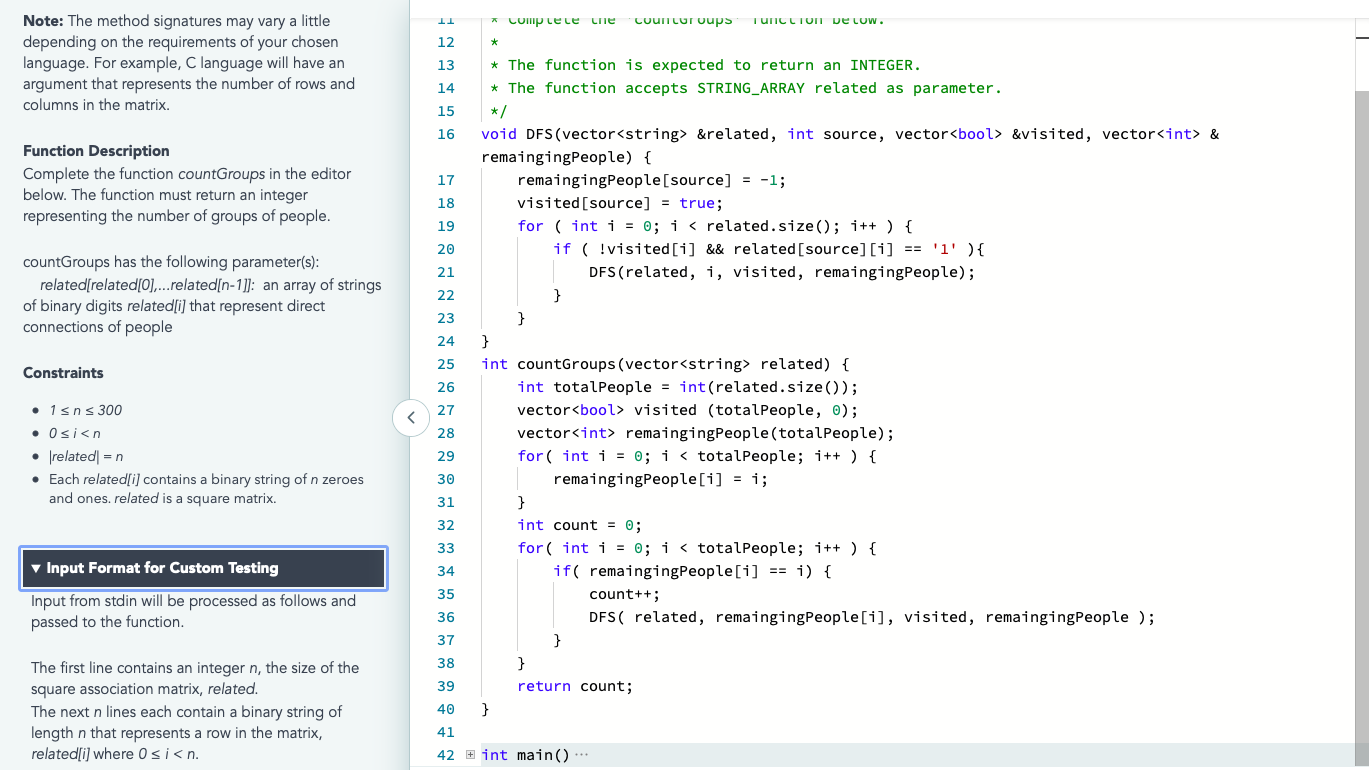 Note: The method signatures may vary a little
depending on the requirements of your chosen
language. For example, C language will have an
argument that represents the number of rows and
columns in the matrix.
Function Description
Complete the function countGroups in the editor
below. The function must return an integer
representing the number of groups of people.
countGroups has the following parameter(s):
related[related[0],...related[n-1]]: an array of strings
of binary digits related[i] that represent direct
connections of people
Constraints
• 1 ≤ n ≤ 300
• 0 ≤ i < n
• |related| = n
• Each related[i] contains a binary string of n zeroes
and ones. related is a square matrix.
▼ Input Format for Custom Testing
Input from stdin will be processed as follows and
passed to the function.
The first line contains an integer n, the size of the
square association matrix, related.
The next n lines each contain a binary string of
length n that represents a row in the matrix,
related[i] where 0 ≤ i < n.
11 * Complete the 'countGroups' function below.
12 *
13 * The function is expected to return an INTEGER.
14 * The function accepts STRING_ARRAY related as parameter.
15 */
16 void DFS(vector<string> &related, int source, vector<bool> &visited, vector<int> &
remaingingPeople) {
17 remaingingPeople[source] = -1;
18 visited[source] = true;
19 for ( int i = 0; i < related.size(); i++ ) {
20 if ( !visited[i] && related[source][i] == '1' ){
21 DFS(related, i, visited, remaingingPeople);
22 }
23 }
24 }
25 int countGroups(vector<string> related) {
26 int totalPeople = int(related.size());
27 vector<bool> visited (totalPeople, 0);
28 vector<int> remaingingPeople(totalPeople);
29 for( int i = 0; i < totalPeople; i++ ) {
30 remaingingPeople[i] = i;
31 }
32 int count = 0;
33 for( int i = 0; i < totalPeople; i++ ) {
34 if( remaingingPeople[i] == i) {
35 count++;
36 DFS( related, remaingingPeople[i], visited, remaingingPeople );
37 }
38 }
39 return count;
40 }
41
42 int main() ···